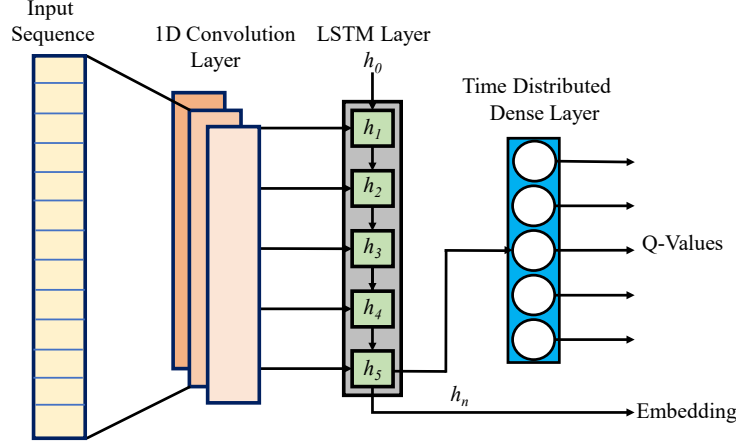 Input
Sequence
1D Convolution
Layer
LSTM Layer
h0
h1
h2
h3
h4
h5
hn
Time Distributed
Dense Layer
Q-Values
Embedding